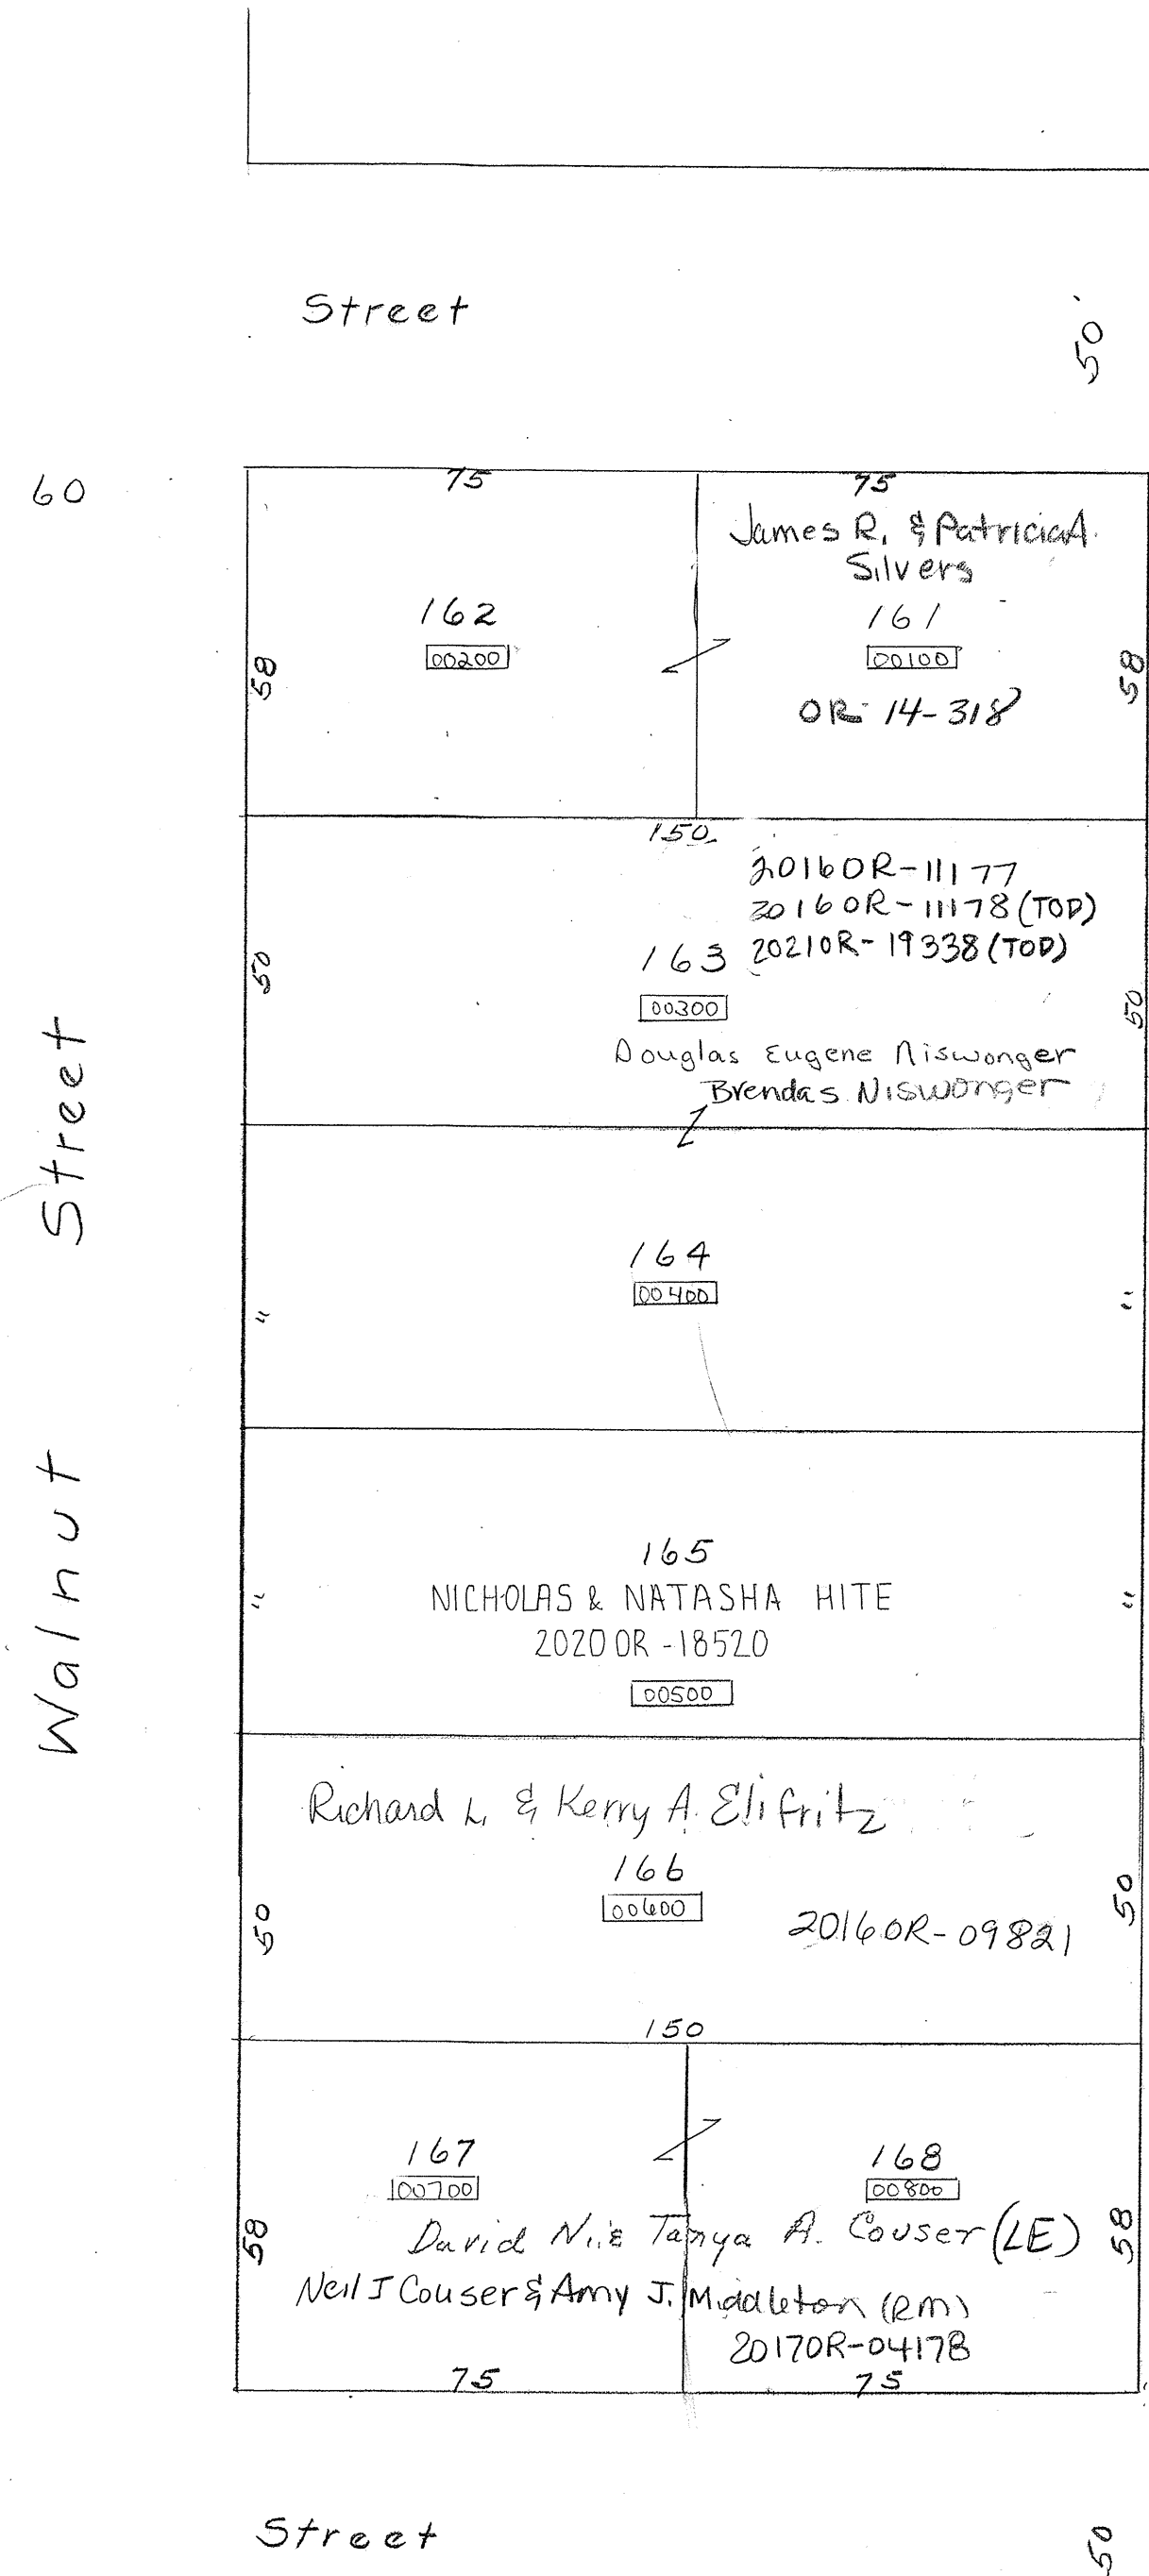 Street
50
60
75
75
James R. & Patricia A.
Silvers
162
161
00200
00100
58
58
OR 14-318
150
2016OR-11177
2016OR-11178 (TOD)
163 2021OR-19338 (TOD)
50
50
00300
Douglas Eugene Niswonger
Brenda S. Niswonger
Walnut Street
164
00400
"
"
165
NICHOLAS & NATASHA HITE
"
"
2020OR-18520
00500
Richard L. & Kerry A. Elifritz
166
00600
50
50
2016OR-09821
150
167
168
00700
00800
58
58
David N. & Tanya A. Couser (LE)
Neil J Couser & Amy J. Middleton (RM)
2017OR-04178
75
75
Street
50